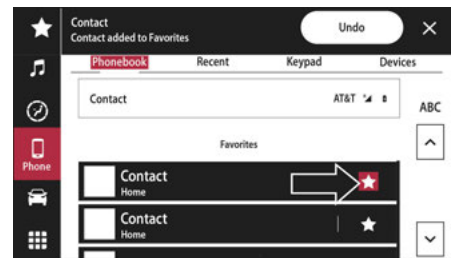 Contact
Contact added to Favorites
Undo
Phonebook Recent Keypad Devices
Contact AT&T
ABC
Favorites
Phone
Contact
Home
Contact
Home